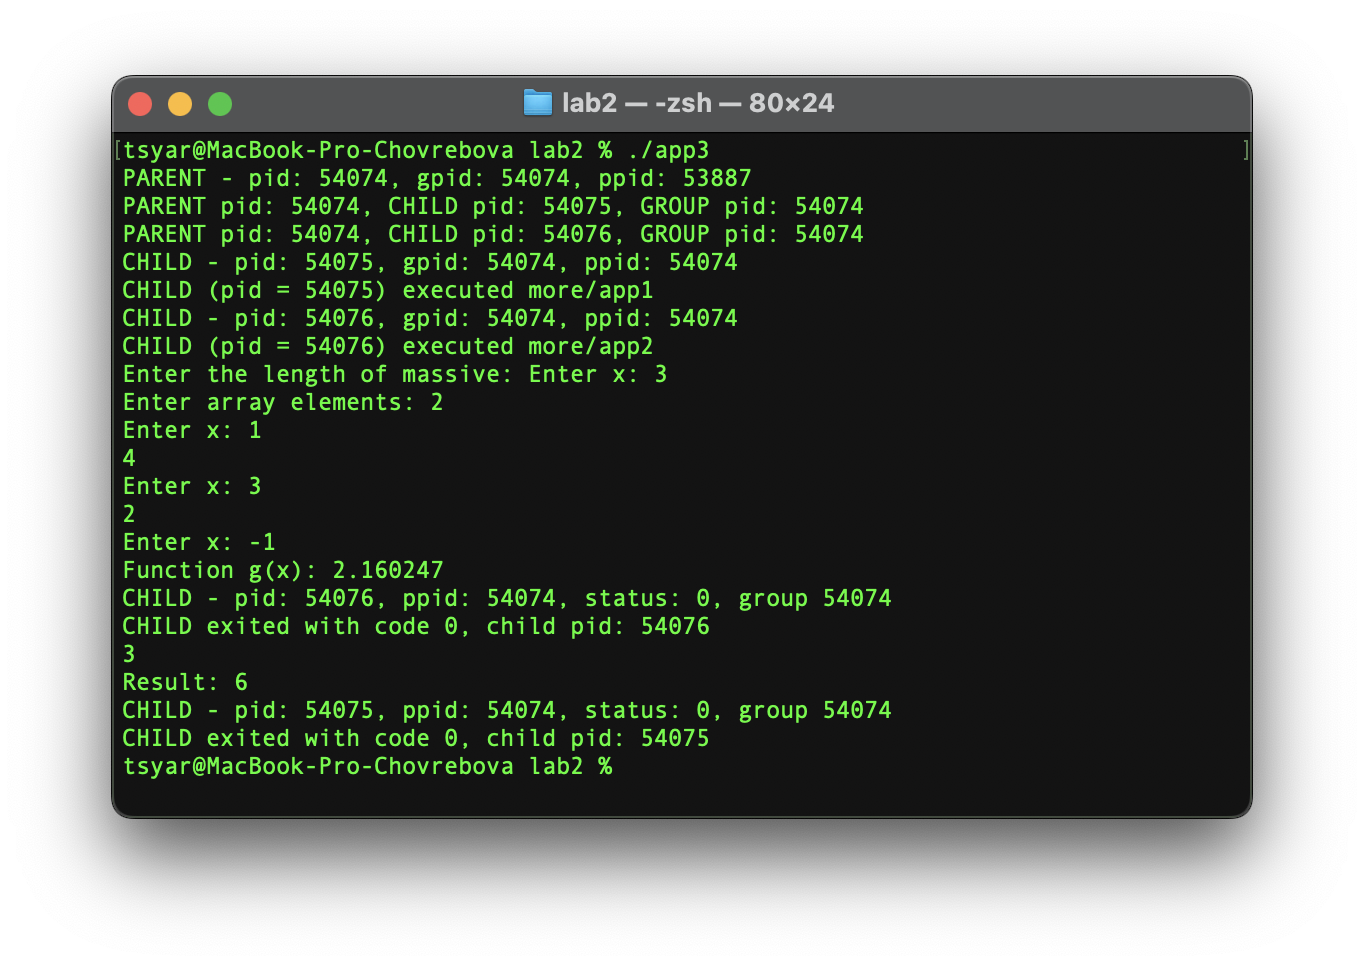 lab2 — -zsh — 80×24
[tsyar@MacBook-Pro-Chovrebova lab2 % ./app3 ]
PARENT - pid: 54074, gpid: 54074, ppid: 53887
PARENT pid: 54074, CHILD pid: 54075, GROUP pid: 54074
PARENT pid: 54074, CHILD pid: 54076, GROUP pid: 54074
CHILD - pid: 54075, gpid: 54074, ppid: 54074
CHILD (pid = 54075) executed more/app1
CHILD - pid: 54076, gpid: 54074, ppid: 54074
CHILD (pid = 54076) executed more/app2
Enter the length of massive: Enter x: 3
Enter array elements: 2
Enter x: 1
4
Enter x: 3
2
Enter x: -1
Function g(x): 2.160247
CHILD - pid: 54076, ppid: 54074, status: 0, group 54074
CHILD exited with code 0, child pid: 54076
3
Result: 6
CHILD - pid: 54075, ppid: 54074, status: 0, group 54074
CHILD exited with code 0, child pid: 54075
tsyar@MacBook-Pro-Chovrebova lab2 %